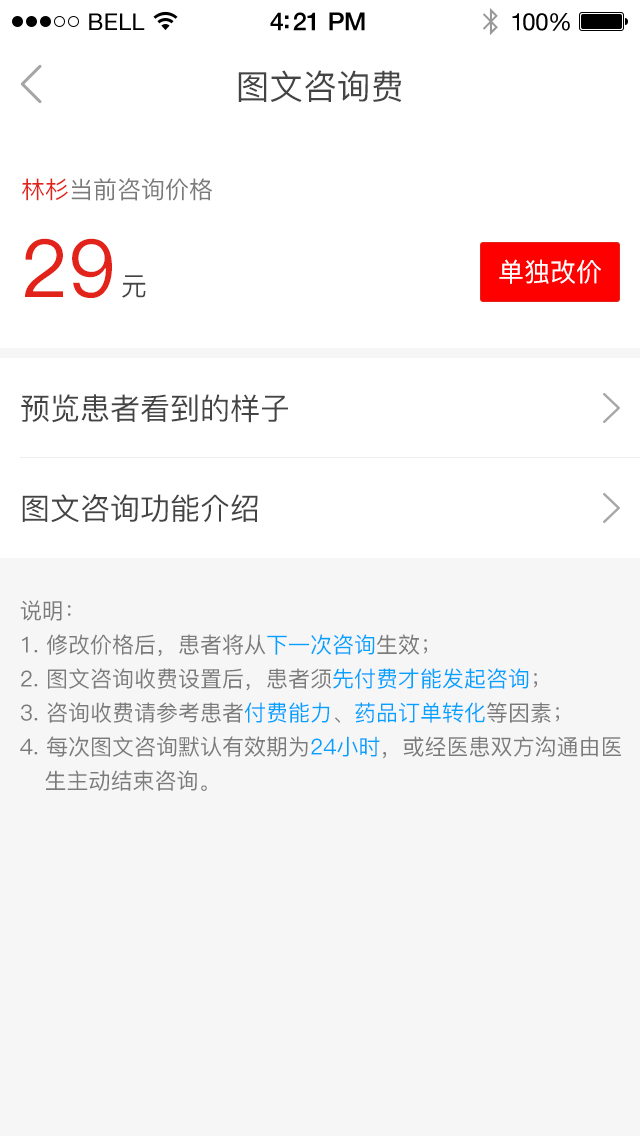 BELL 4:21 PM 100%
图文咨询费
林杉当前咨询价格
29 元
单独改价
预览患者看到的样子
图文咨询功能介绍
说明：
1. 修改价格后，患者将从下一次咨询生效；
2. 图文咨询收费设置后，患者须先付费才能发起咨询；
3. 咨询收费请参考患者付费能力、药品订单转化等因素；
4. 每次图文咨询默认有效期为24小时，或经医患双方沟通由医
生主动结束咨询。